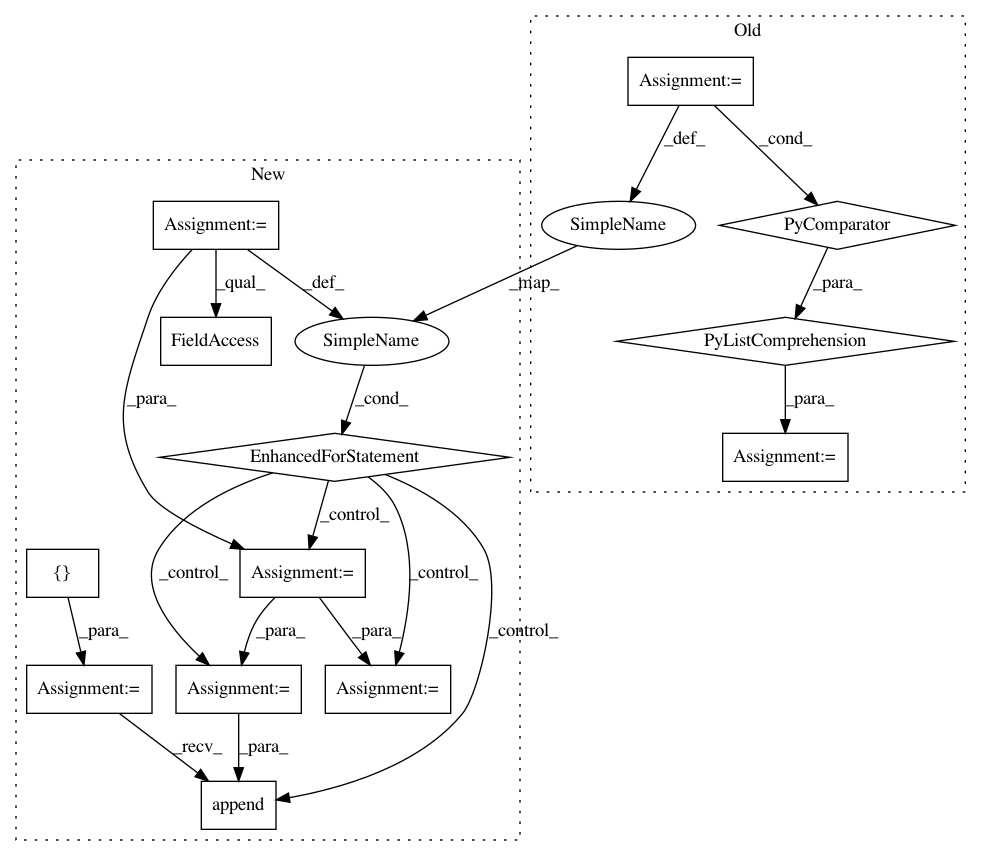 Old
Assignment:=
_def_
_cond_
New
Assignment:=
SimpleName
PyComparator
_qual_
_def_
_map_
_para_
FieldAccess
SimpleName
PyListComprehension
_para_
_cond_
_para_
EnhancedForStatement
Assignment:=
_control_
{}
Assignment:=
_control_
_control_
_para_
_para_
_para_
_control_
Assignment:=
Assignment:=
Assignment:=
_recv_
_para_
append